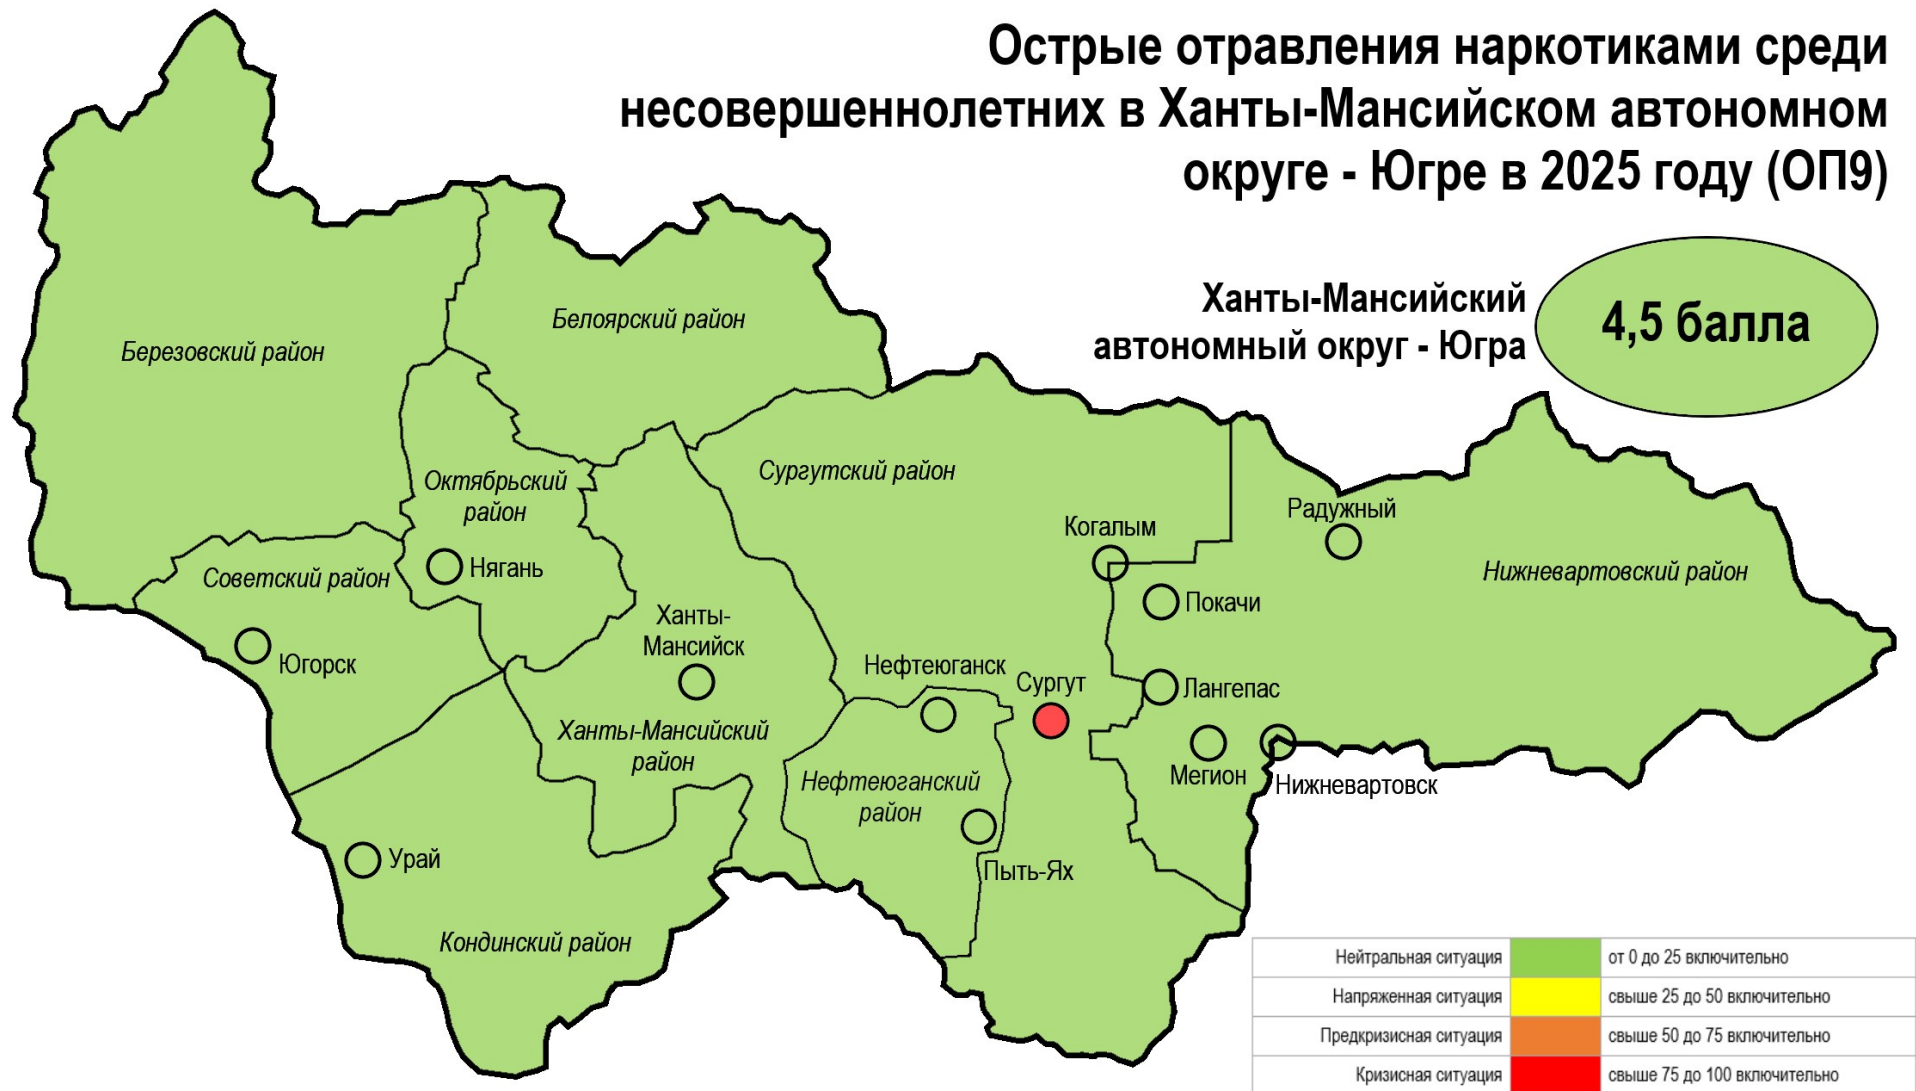 Острые отравления наркотиками среди
несовершеннолетних в Ханты-Мансийском автономном
округе - Югре в 2025 году (ОП9)
Ханты-Мансийский
автономный округ - Югра
4,5 балла
Белоярский район
Березовский район
Сургутский район
Октябрьский
район
Радужный
Когалым
Нягань
Советский район
Нижневартовский район
Покачи
Ханты-
Мансийск
Югорск
Нефтеюганск
Сургут
Лангепас
Ханты-Мансийский
район
Мегион
Нижневартовск
Нефтеюганский
район
Урай
Пыть-Ях
Кондинский район
Нейтральная ситуация от 0 до 25 включительно
Напряженная ситуация свыше 25 до 50 включительно
Предкризисная ситуация свыше 50 до 75 включительно
Кризисная ситуация свыше 75 до 100 включительно